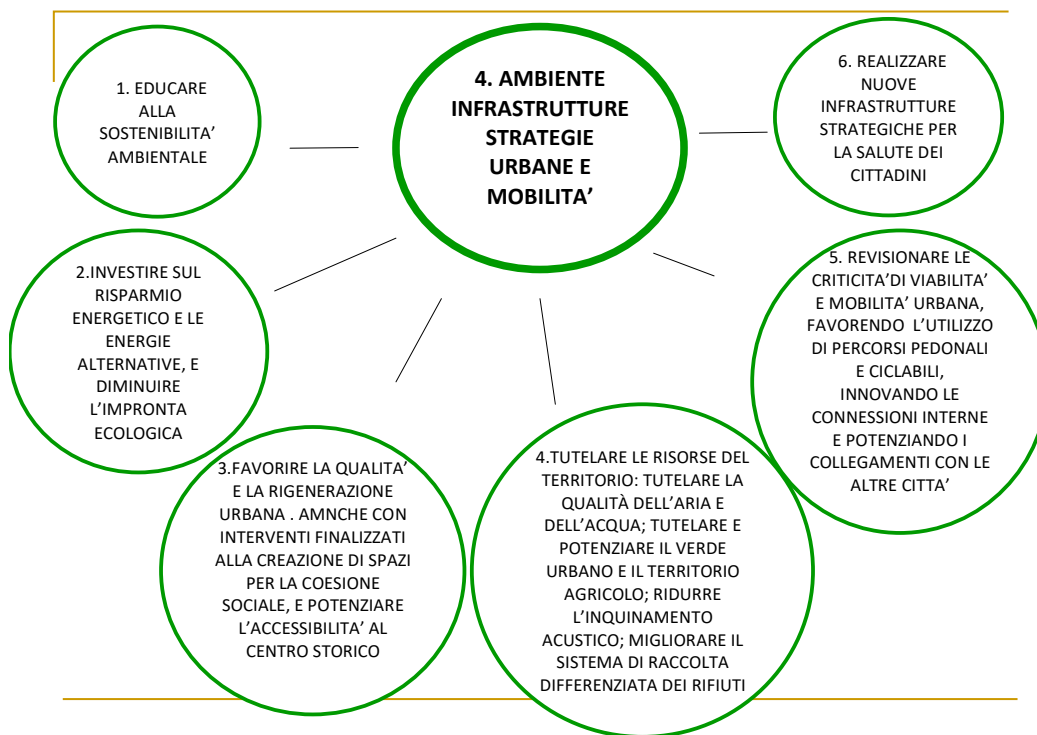 4. AMBIENTE
INFRASTRUTTURE
STRATEGIE
URBANE E
MOBILITA’
1. EDUCARE
ALLA
SOSTENIBILITA’
AMBIENTALE
2.INVESTIRE SUL
RISPARMIO
ENERGETICO E LE
ENERGIE
ALTERNATIVE, E
DIMINUIRE
L’IMPRONTA
ECOLOGICA
3.FAVORIRE LA QUALITA’
E LA RIGENERAZIONE
URBANA . AMNCHE CON
INTERVENTI FINALIZZATI
ALLA CREAZIONE DI SPAZI
PER LA COESIONE
SOCIALE, E POTENZIARE
L’ACCESSIBILITA’ AL
CENTRO STORICO
4.TUTELARE LE RISORSE DEL
TERRITORIO: TUTELARE LA
QUALITÀ DELL’ARIA E
DELL’ACQUA; TUTELARE E
POTENZIARE IL VERDE
URBANO E IL TERRITORIO
AGRICOLO; RIDURRE
L’INQUINAMENTO
ACUSTICO; MIGLIORARE IL
SISTEMA DI RACCOLTA
DIFFERENZIATA DEI RIFIUTI
5. REVISIONARE LE
CRITICITA’DI VIABILITA’
E MOBILITA’ URBANA,
FAVORENDO L’UTILIZZO
DI PERCORSI PEDONALI
E CICLABILI,
INNOVANDO LE
CONNESSIONI INTERNE
E POTENZIANDO I
COLLEGAMENTI CON LE
ALTRE CITTA’
6. REALIZZARE
NUOVE
INFRASTRUTTURE
STRATEGICHE PER
LA SALUTE DEI
CITTADINI